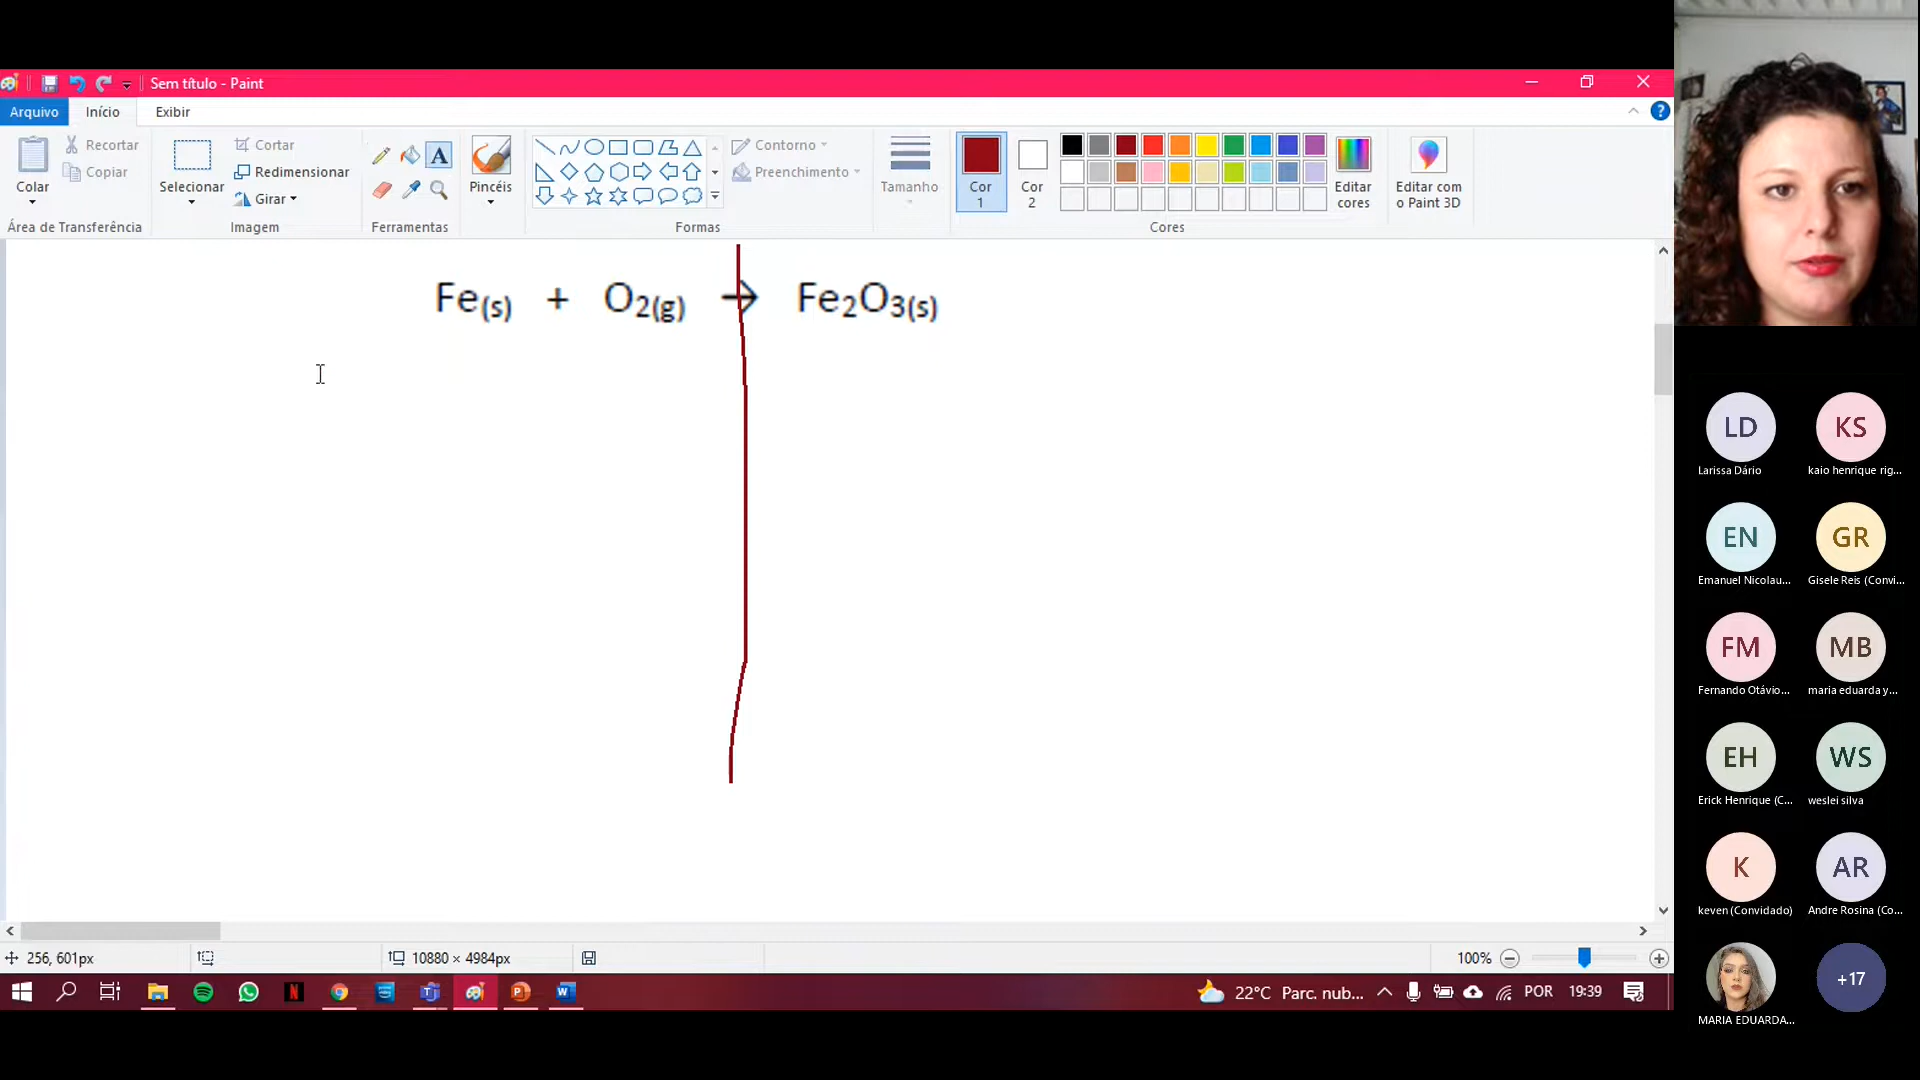 Sem título - Paint
Arquivo Início Exibir
Colar
Recortar
Copiar
Área de Transferência
Selecionar
Cortar
Redimensionar
Girar
Imagem
A
Ferramentas
Pincéis
Contorno
Preenchimento
Formas
Tamanho
Cor 1
Cor 2
Editar cores
Editar com o Paint 3D
Cores
Fe(s) + O2(g) → Fe2O3(s)
256, 601px
10880 × 4984px
100%
22°C Parc. nub...
POR
19:39
LD
Larissa Dário
KS
kaio henrique rig...
EN
Emanuel Nicolau...
GR
Gisele Reis (Convi...
FM
Fernando Otávio...
MB
maria eduarda y...
EH
Erick Henrique (C...
WS
weslei silva
K
keven (Convidado)
AR
Andre Rosina (Co...
MARIA EDUARDA...
+17